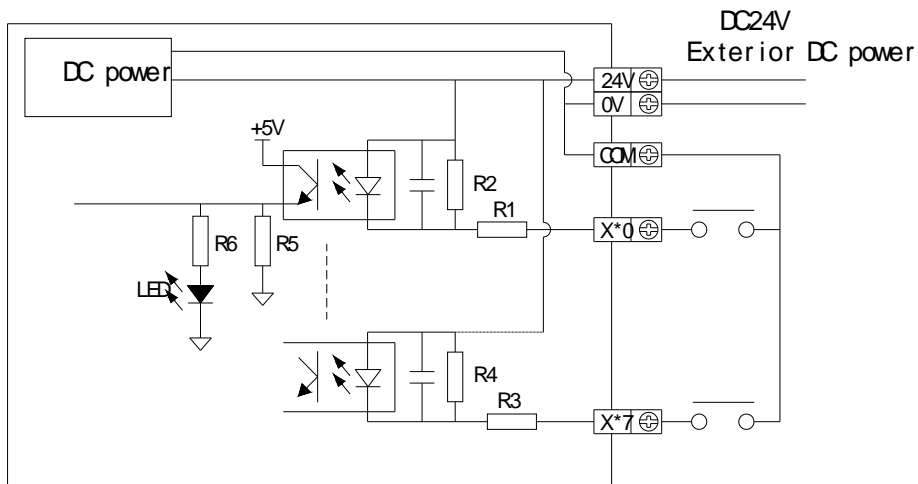 DC24V
Exterior DC power
DC power
24V
0V
+5V
COM
R2
R1
X*0
R6
R5
LED
R4
R3
X*7